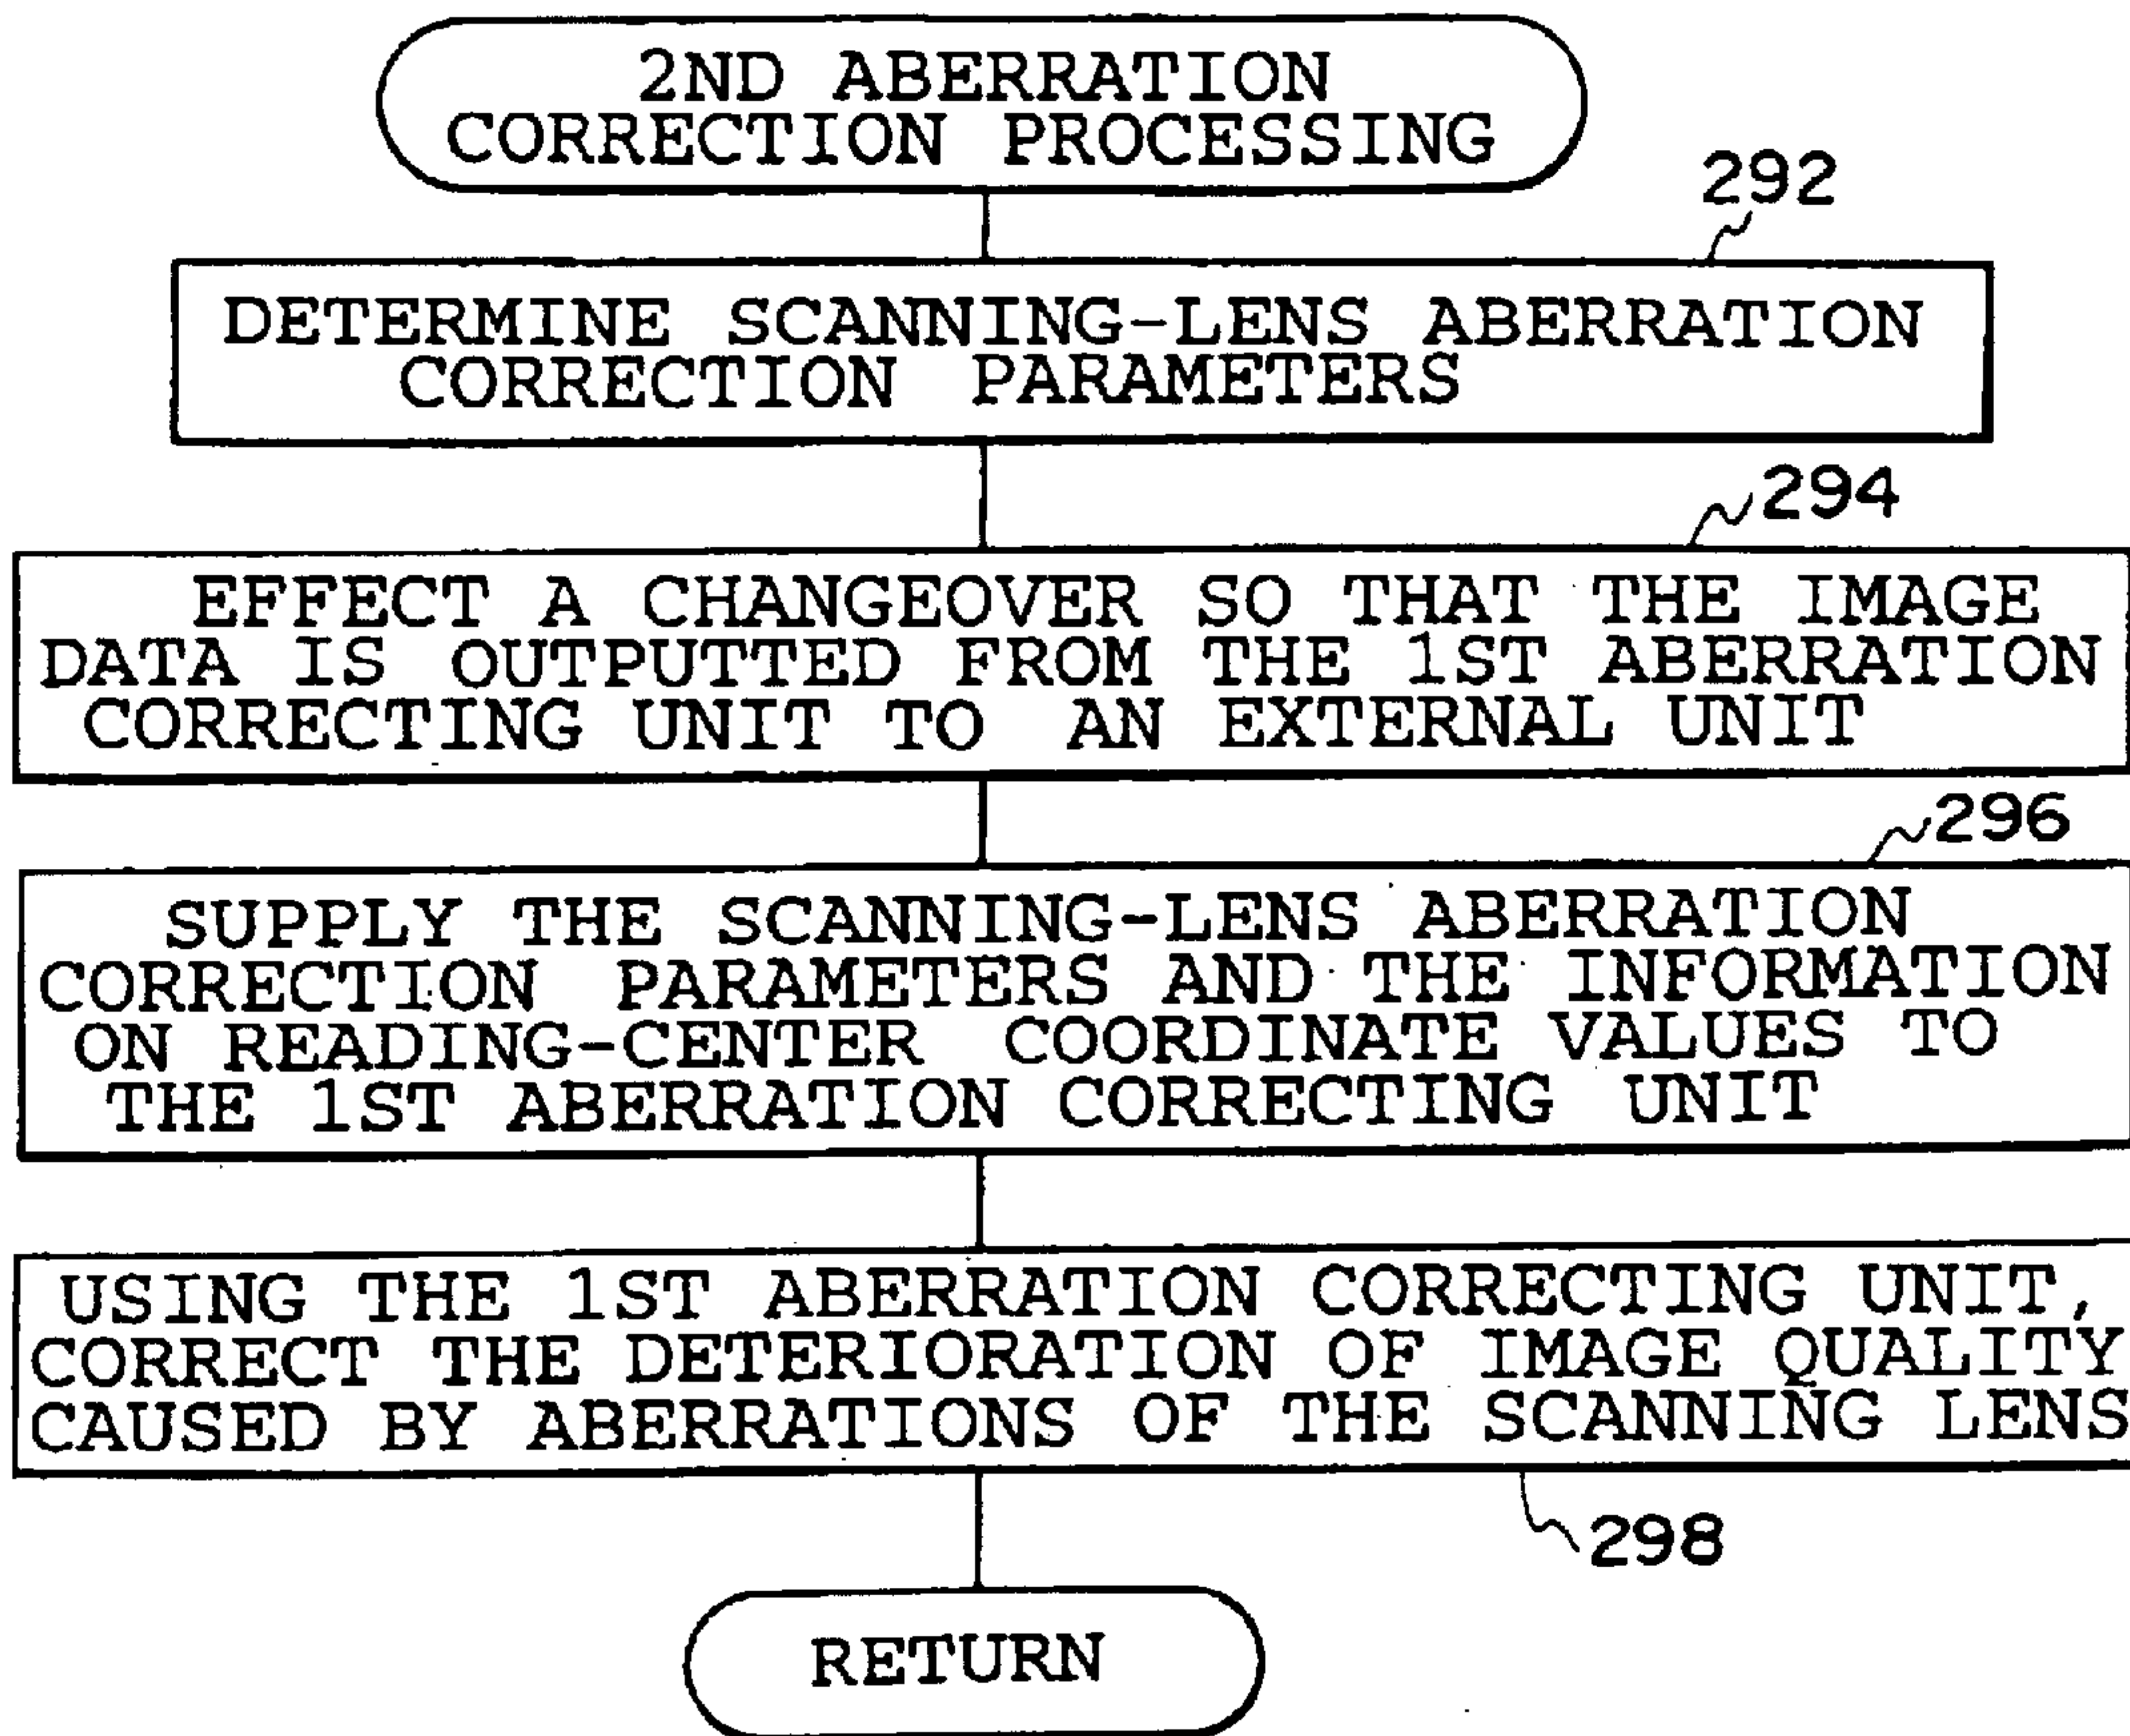 2ND ABERRATION
CORRECTION PROCESSING
292
DETERMINE SCANNING-LENS ABERRATION
CORRECTION PARAMETERS
294
EFFECT A CHANGEOVER SO THAT THE IMAGE
DATA IS OUTPUTTED FROM THE 1ST ABERRATION
CORRECTING UNIT TO AN EXTERNAL UNIT
296
SUPPLY THE SCANNING-LENS ABERRATION
CORRECTION PARAMETERS AND THE INFORMATION
ON READING-CENTER COORDINATE VALUES TO
THE 1ST ABERRATION CORRECTING UNIT
USING THE 1ST ABERRATION CORRECTING UNIT,
CORRECT THE DETERIORATION OF IMAGE QUALITY
CAUSED BY ABERRATIONS OF THE SCANNING LENS
298
RETURN